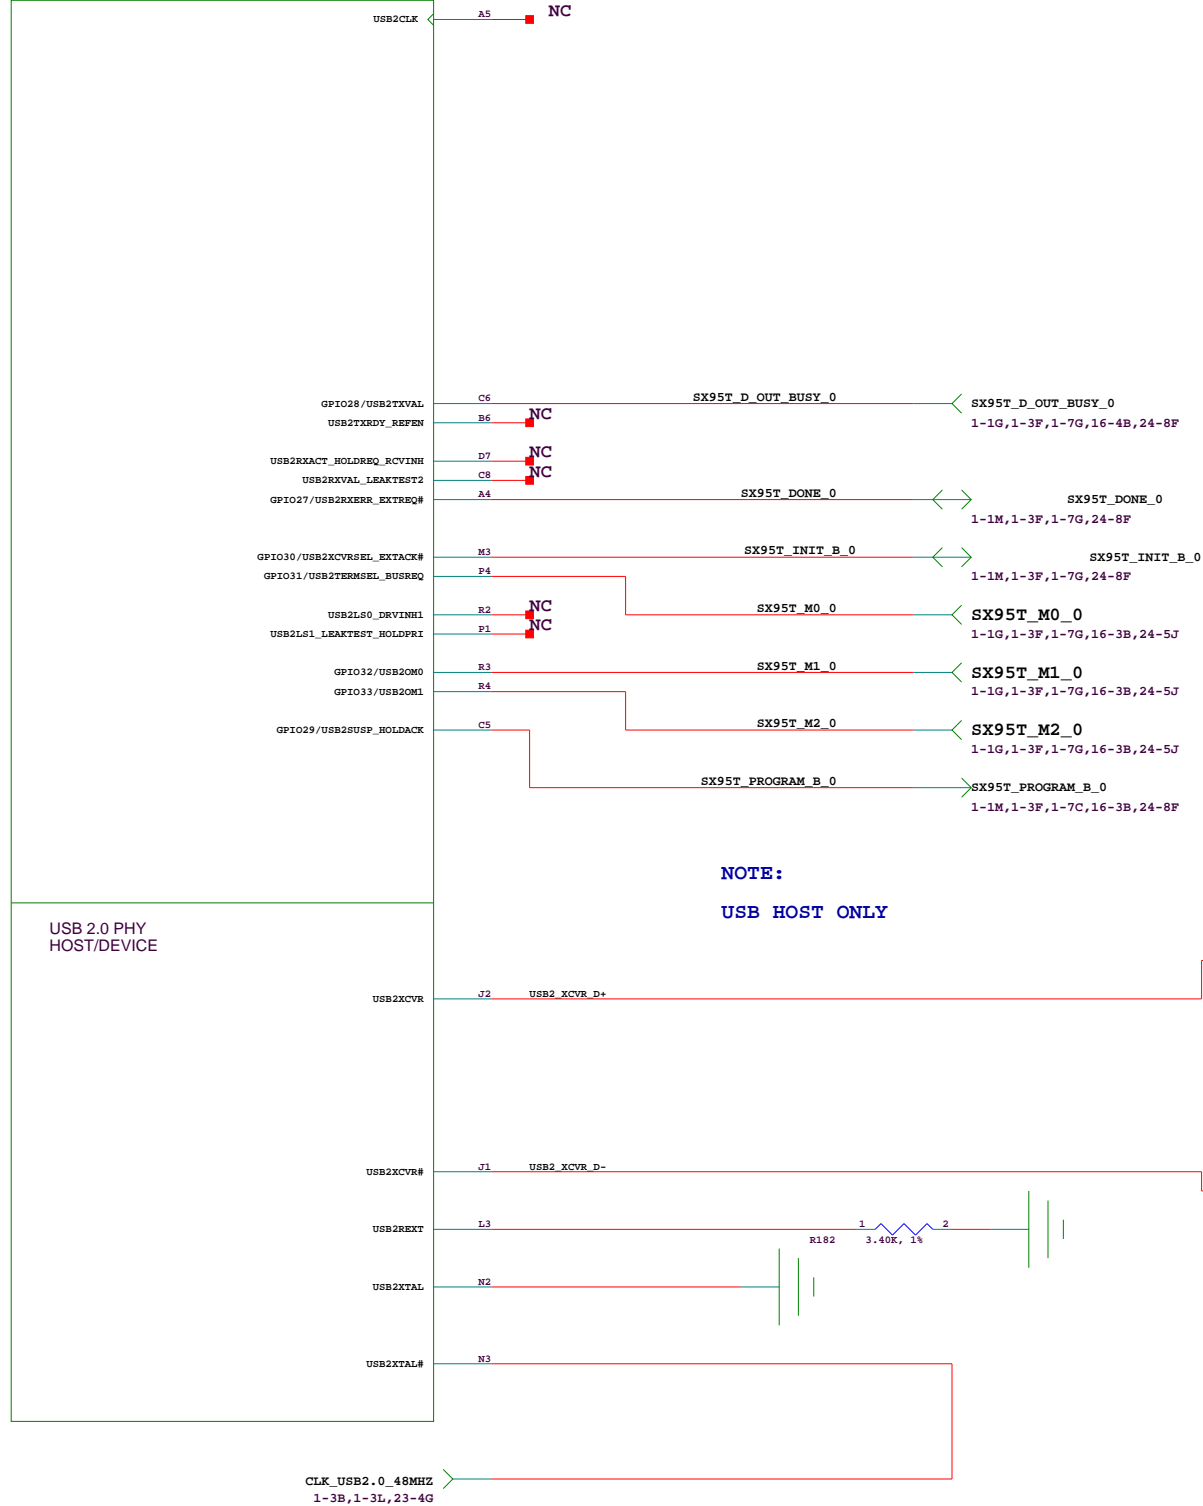 USB2CLK A5 NC
GPIO28/USB2TXVAL C6 SX95T_D_OUT_BUSY_0 SX95T_D_OUT_BUSY_0
USB2TXRDY_REFEN B6 NC 1-1G,1-3F,1-7G,16-4B,24-8F
USB2RXACT_HOLDREQ_RCVINH D7 NC
USB2RXVAL_LEAKTEST2 C8 NC
GPIO27/USB2RXERR_EXTREQ# A4 SX95T_DONE_0 SX95T_DONE_0
1-1M,1-3F,1-7G,24-8F
GPIO30/USB2XCVRSEL_EXTACK# M3 SX95T_INIT_B_0 SX95T_INIT_B_0
GPIO31/USB2TERMSEL_BUSREQ P4 1-1M,1-3F,1-7G,24-8F
USB2LS0_DRVINH1 R2 NC SX95T_M0_0 SX95T_M0_0
USB2LS1_LEAKTEST_HOLDPRI P1 NC 1-1G,1-3F,1-7G,16-3B,24-5J
GPIO32/USB2OM0 R3 SX95T_M1_0 SX95T_M1_0
GPIO33/USB2OM1 R4 1-1G,1-3F,1-7G,16-3B,24-5J
GPIO29/USB2SUSP_HOLDACK C5 SX95T_M2_0 SX95T_M2_0
1-1G,1-3F,1-7G,16-3B,24-5J
SX95T_PROGRAM_B_0 SX95T_PROGRAM_B_0
1-1M,1-3F,1-7C,16-3B,24-8F
NOTE:
USB HOST ONLY
USB 2.0 PHY
HOST/DEVICE
USB2XCVR J2 USB2_XCVR_D+
USB2XCVR# J1 USB2_XCVR_D-
USB2REXT L3 1 2
R182 3.40K, 1%
USB2XTAL N2
USB2XTAL# N3
CLK_USB2.0_48MHZ
1-3B,1-3L,23-4G